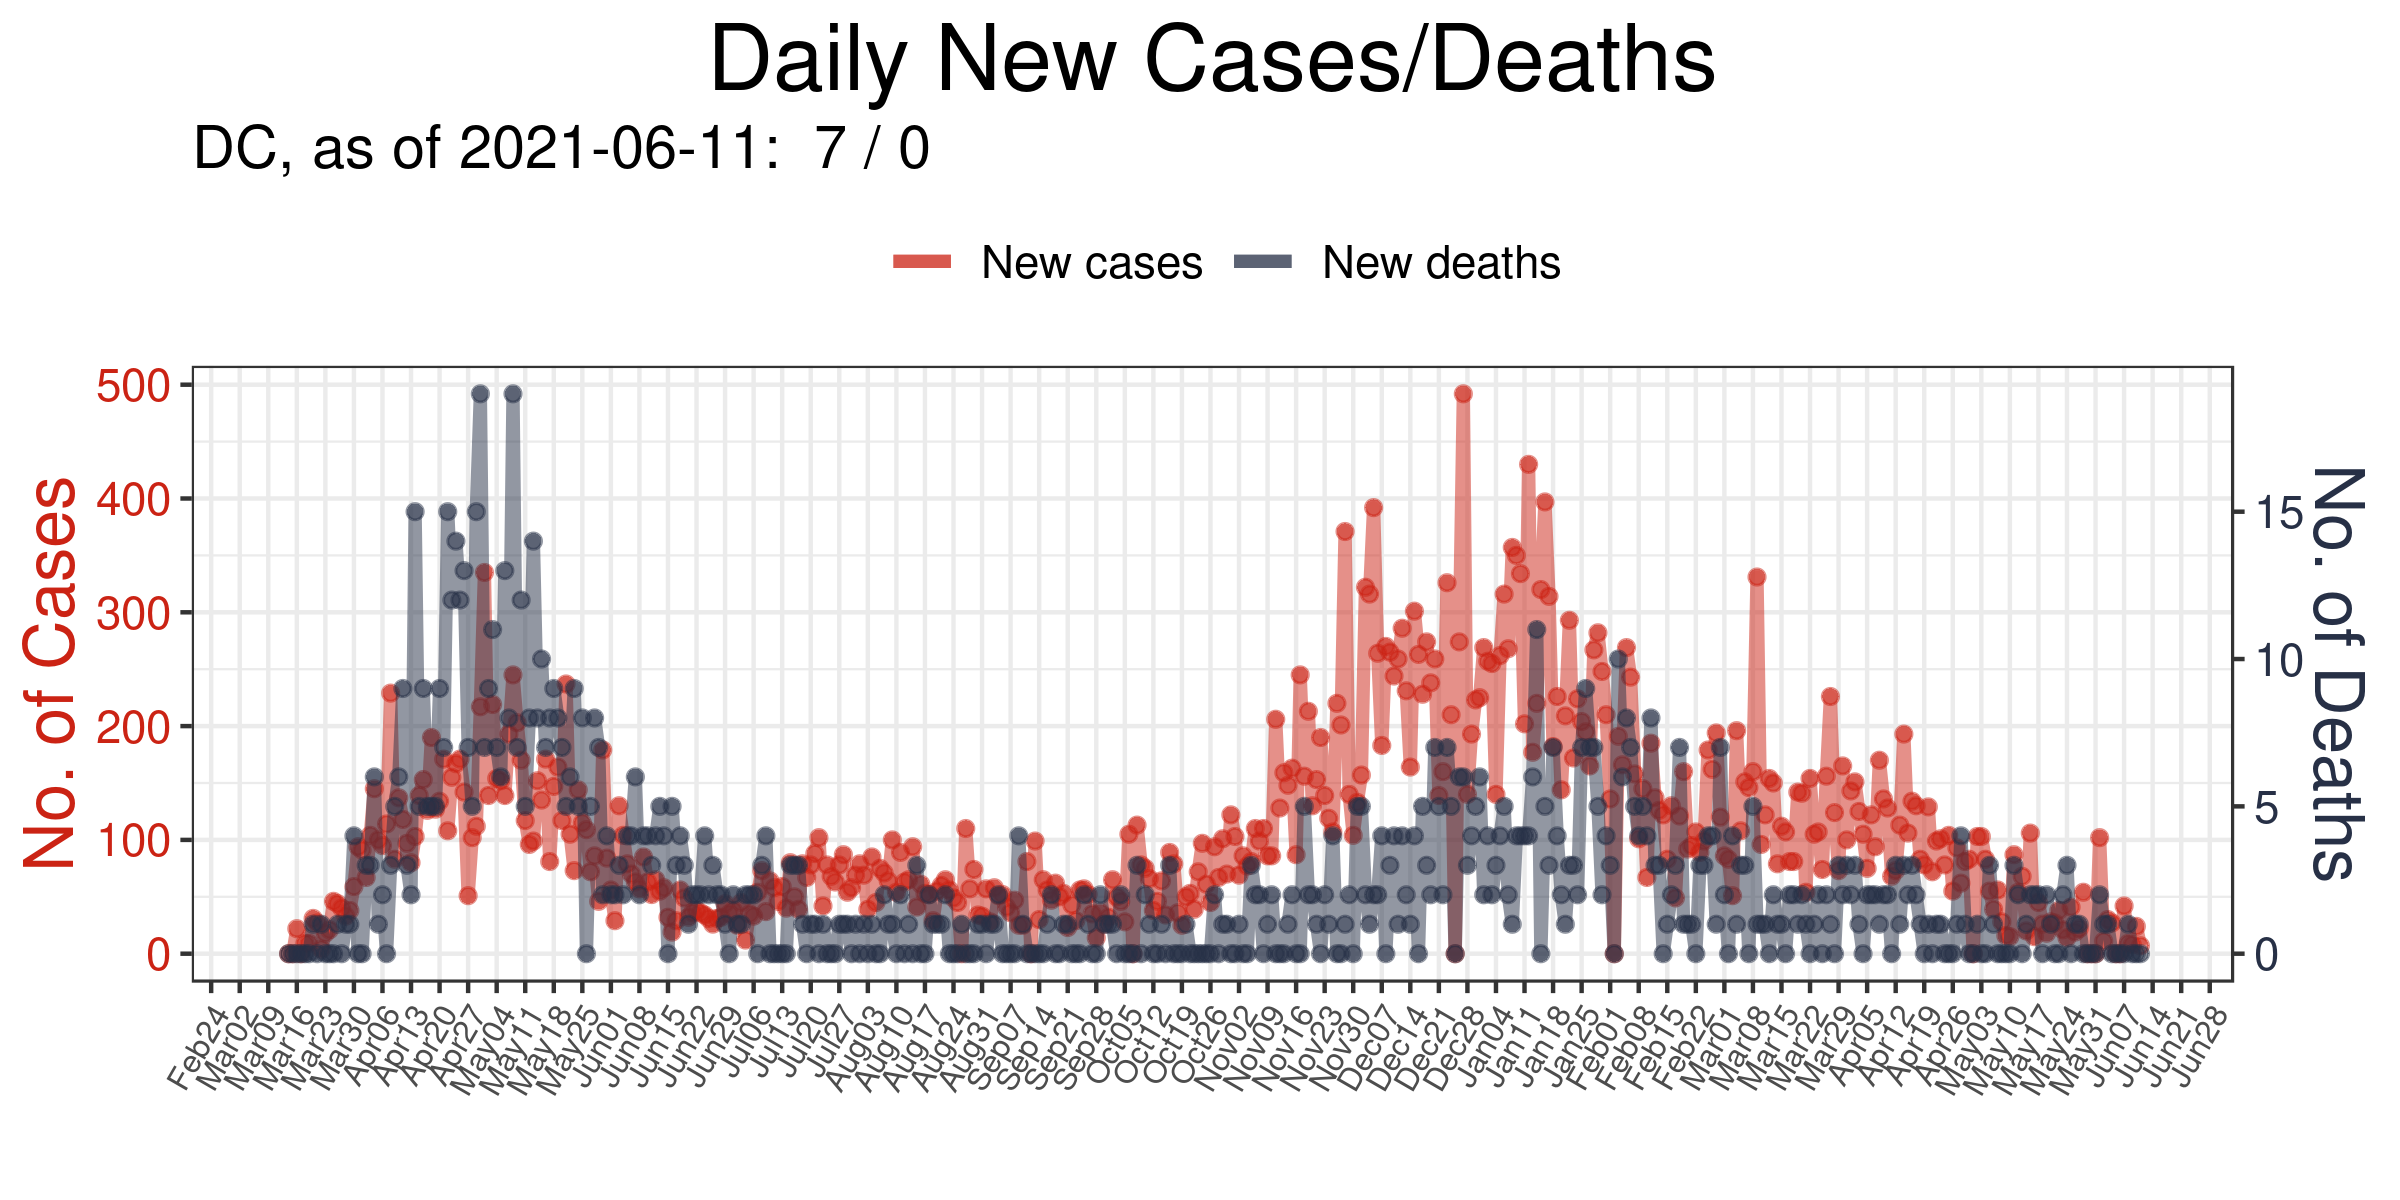 Daily New Cases/Deaths
DC, as of 2021-06-11: 7 / 0
New cases New deaths
No. of Cases
500
400
300
200
100
0
15
10
5
0
No. of Deaths
Feb24 Mar02 Mar09 Mar16 Mar23 Mar30 Apr06 Apr13 Apr20 Apr27 May04 May11 May18 May25 Jun01 Jun08 Jun15 Jun22 Jun29 Jul06 Jul13 Jul20 Jul27 Aug03 Aug10 Aug17 Aug24 Aug31 Sep07 Sep14 Sep21 Sep28 Oct05 Oct12 Oct19 Oct26 Nov02 Nov09 Nov16 Nov23 Nov30 Dec07 Dec14 Dec21 Dec28 Jan04 Jan11 Jan18 Jan25 Feb01 Feb08 Feb15 Feb22 Mar01 Mar08 Mar15 Mar22 Mar29 Apr05 Apr12 Apr19 Apr26 May03 May10 May17 May24 May31 Jun07 Jun14 Jun21 Jun28